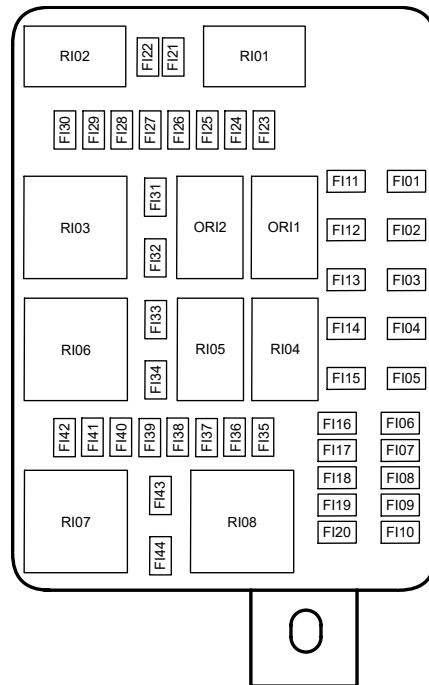 RI02 FI22 FI21 RI01
FI30 FI29 FI28 FI27 FI26 FI25 FI24 FI23
RI03 FI31 FI32 ORI2 ORI1
FI11 FI01
FI12 FI02
FI13 FI03
RI06 FI33 FI34 RI05 RI04
FI14 FI04
FI15 FI05
FI42 FI41 FI40 FI39 FI38 FI37 FI36 FI35
FI16 FI06
FI17 FI07
FI18 FI08
FI19 FI09
FI20 FI10
RI07 FI43 FI44 RI08